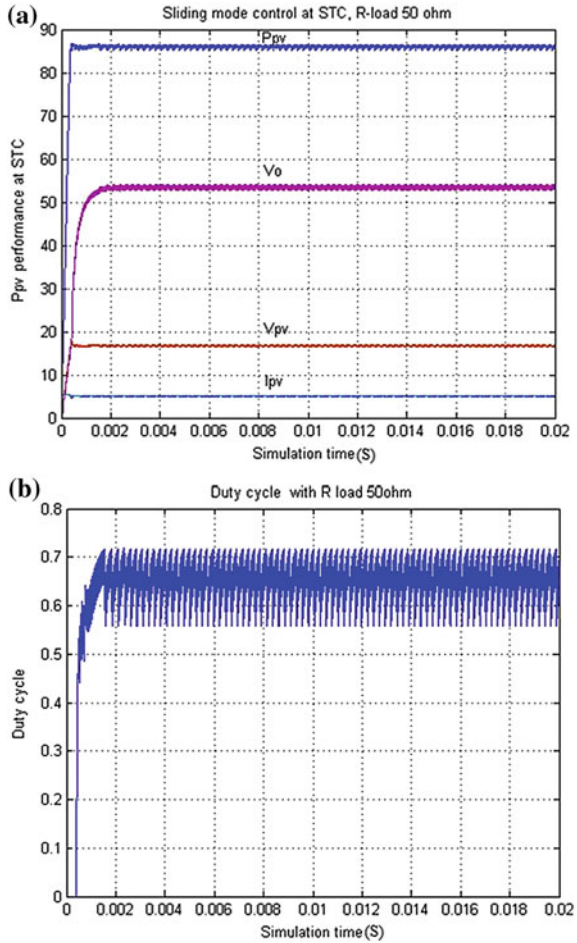 (a)
Sliding mode control at STC, R-load 50 ohm
Ppv performance at STC
90
80
70
60
50
40
30
20
10
0
Ppv
Vo
Vpv
Ipv
0 0.002 0.004 0.006 0.008 0.01 0.012 0.014 0.016 0.018 0.02
Simulation time(S)
(b)
Duty cycle with R load 50ohm
Duty cycle
0.8
0.7
0.6
0.5
0.4
0.3
0.2
0.1
0
0 0.002 0.004 0.006 0.008 0.01 0.012 0.014 0.016 0.018 0.02
Simulation time(S)